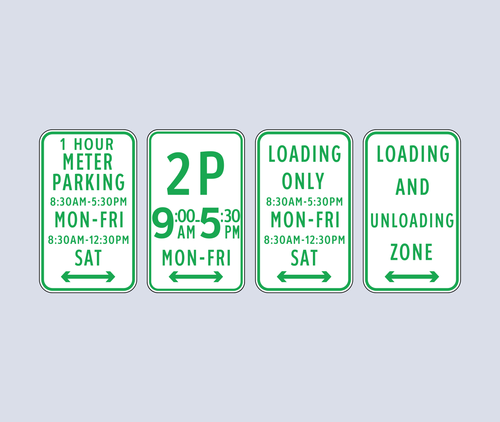 1 HOUR
METER
PARKING
8:30AM-5:30PM
MON-FRI
8:30AM-12:30PM
SAT
2P
9:00AM-5:30PM
MON-FRI
LOADING
ONLY
8:30AM-5:30PM
MON-FRI
8:30AM-12:30PM
SAT
LOADING
AND
UNLOADING
ZONE